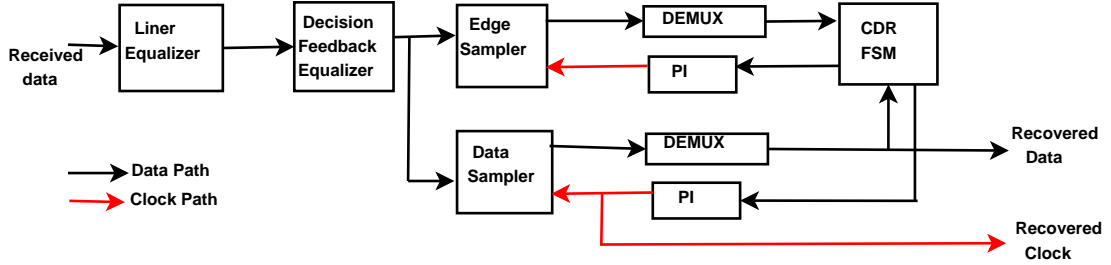 Received
data
Liner
Equalizer
Decision
Feedback
Equalizer
Edge
Sampler
DEMUX
PI
CDR
FSM
Data
Sampler
DEMUX
PI
Recovered
Data
Recovered
Clock
Data Path
Clock Path